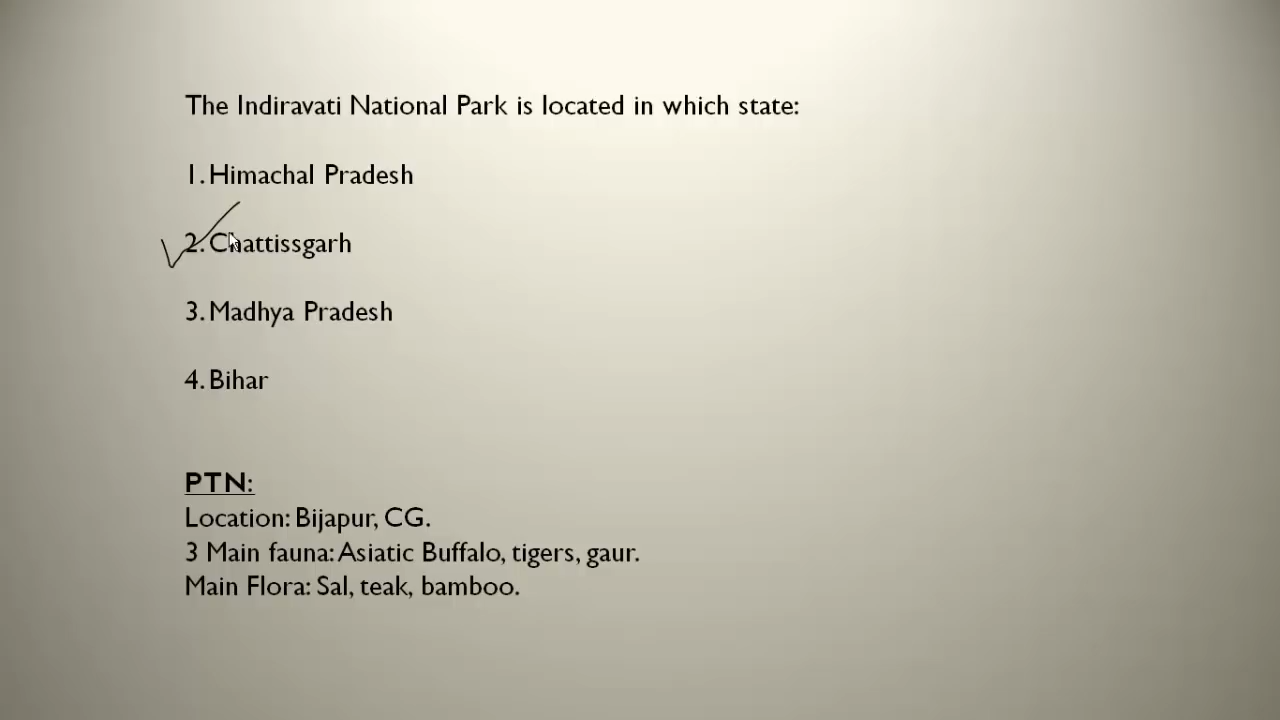 The Indiravati National Park is located in which state:
1. Himachal Pradesh
2. Chattissgarh
3. Madhya Pradesh
4. Bihar
PTN:
Location: Bijapur, CG.
3 Main fauna: Asiatic Buffalo, tigers, gaur.
Main Flora: Sal, teak, bamboo.